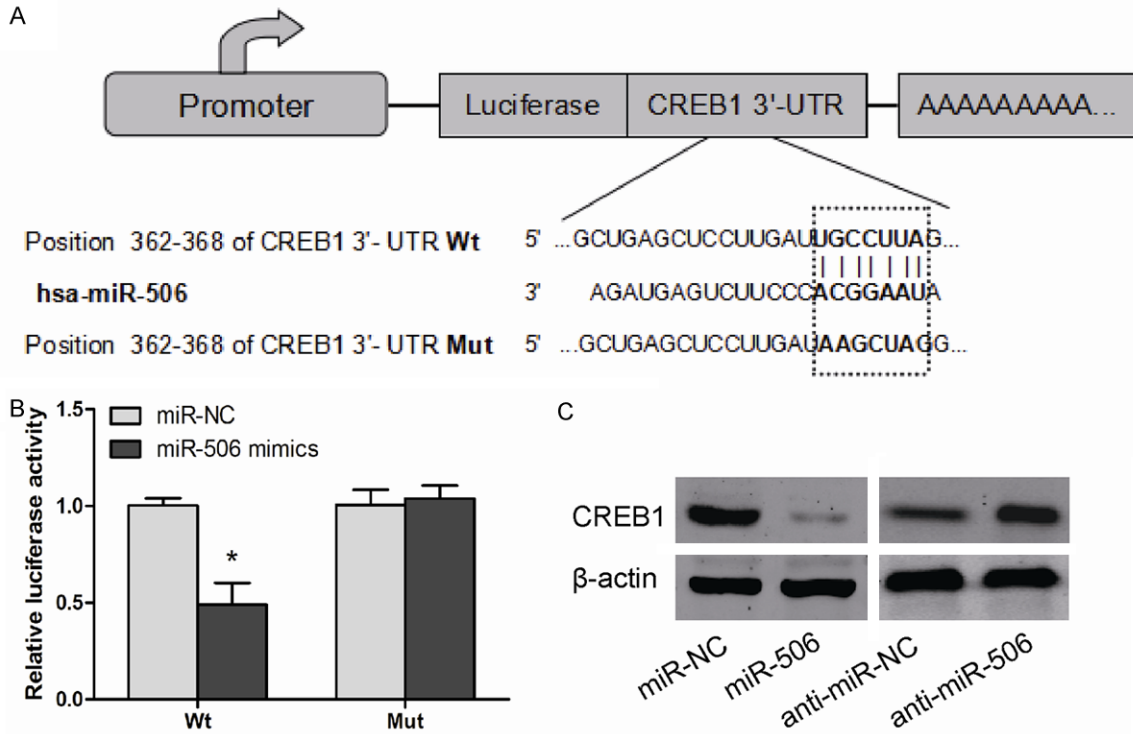 A
Promoter
Luciferase
CREB1 3'-UTR
AAAAAAAAA...
Position 362-368 of CREB1 3'- UTR Wt 5' ...GCUGAGCUCCUUGAUUGCCUUAG...
hsa-miR-506 3' AGAUGAGUCUUCCCACGGAAUA
Position 362-368 of CREB1 3'- UTR Mut 5' ...GCUGAGCUCCUUGAUAAGCUAGG...
B
Relative luciferase activity
1.5
1.0
0.5
0.0
miR-NC
miR-506 mimics
*
Wt
Mut
C
CREB1
β-actin
miR-NC
miR-506
anti-miR-NC
anti-miR-506